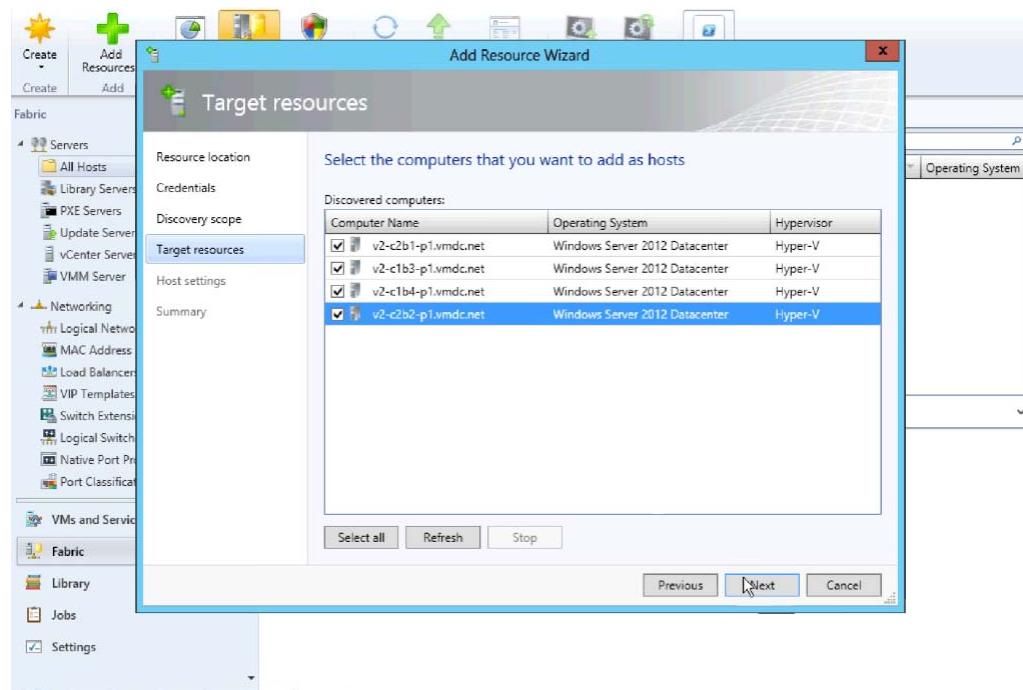 Create
Add
Resources
Create
Add
Add Resource Wizard
x
Target resources
Fabric
Servers
All Hosts
Library Servers
PXE Servers
Update Server
vCenter Server
VMM Server
Networking
Logical Netwo
MAC Address
Load Balancers
VIP Templates
Switch Extensi
Logical Switch
Native Port Pr
Port Classificat
VMs and Servic
Fabric
Library
Jobs
Settings
Resource location
Credentials
Discovery scope
Target resources
Host settings
Summary
Select the computers that you want to add as hosts
Discovered computers:
Computer Name Operating System Hypervisor
v2-c2b1-p1.vmdc.net Windows Server 2012 Datacenter Hyper-V
v2-c1b3-p1.vmdc.net Windows Server 2012 Datacenter Hyper-V
v2-c1b4-p1.vmdc.net Windows Server 2012 Datacenter Hyper-V
v2-c2b2-p1.vmdc.net Windows Server 2012 Datacenter Hyper-V
Select all Refresh Stop
Previous Next Cancel
Operating System